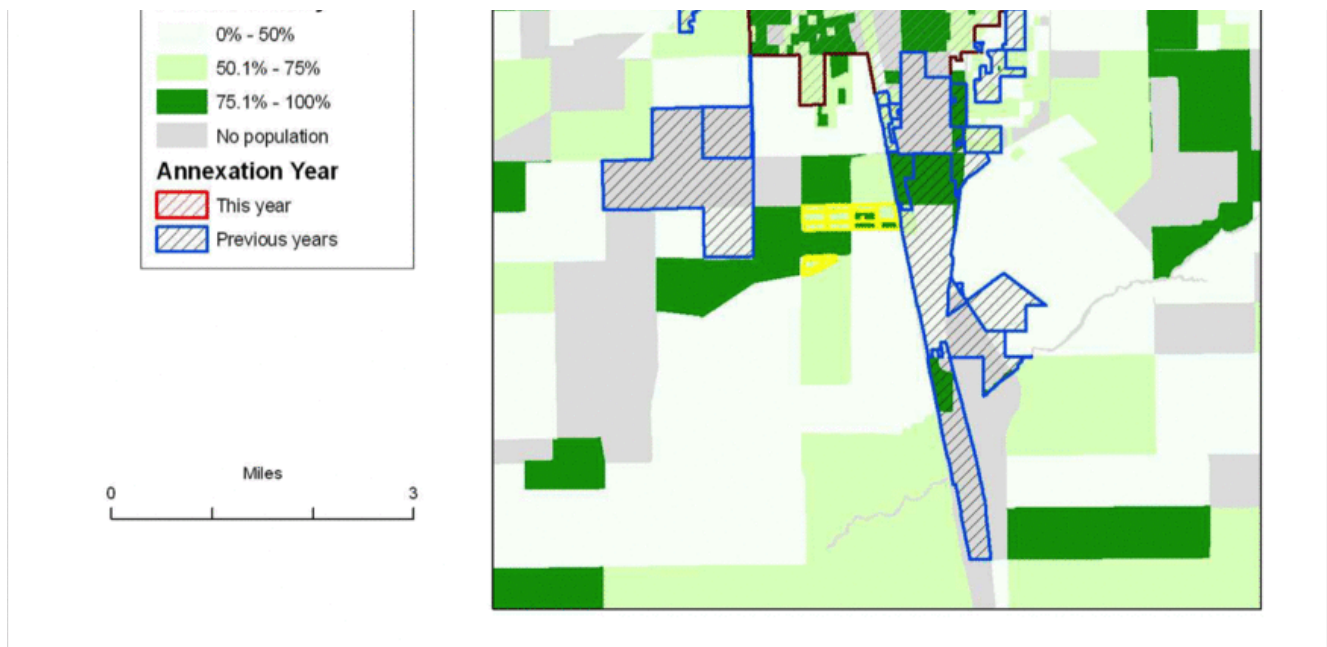 0% - 50%
50.1% - 75%
75.1% - 100%
No population
Annexation Year
This year
Previous years
Miles
0 3